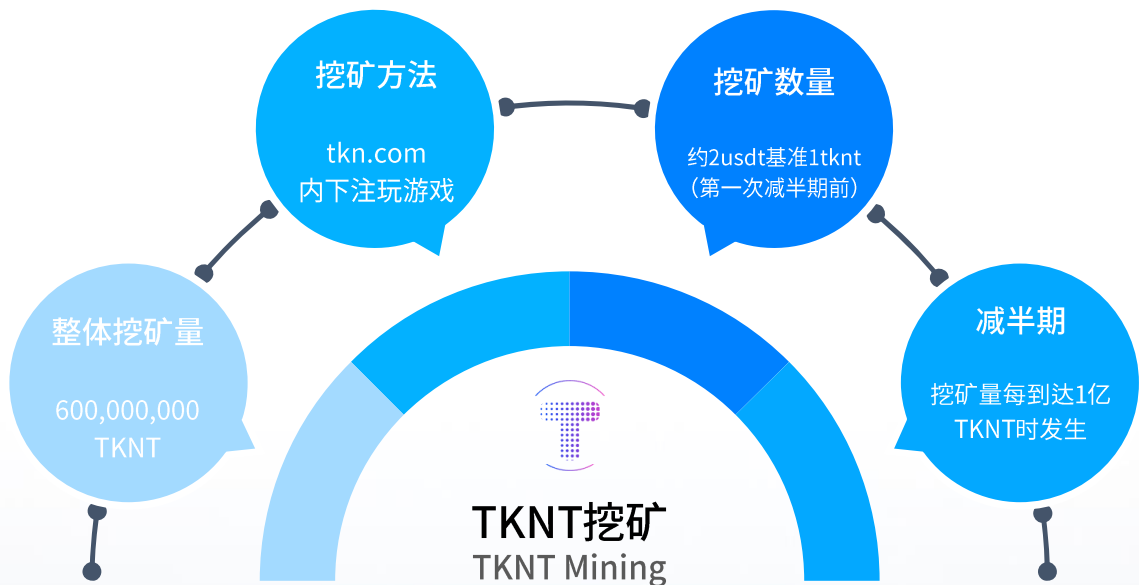 挖矿方法
tkn.com
内下注玩游戏
挖矿数量
约2usdt基准1tknt
（第一次减半期前）
整体挖矿量
600,000,000
TKNT
减半期
挖矿量每到达1亿
TKNT时发生
TKNT挖矿
TKNT Mining